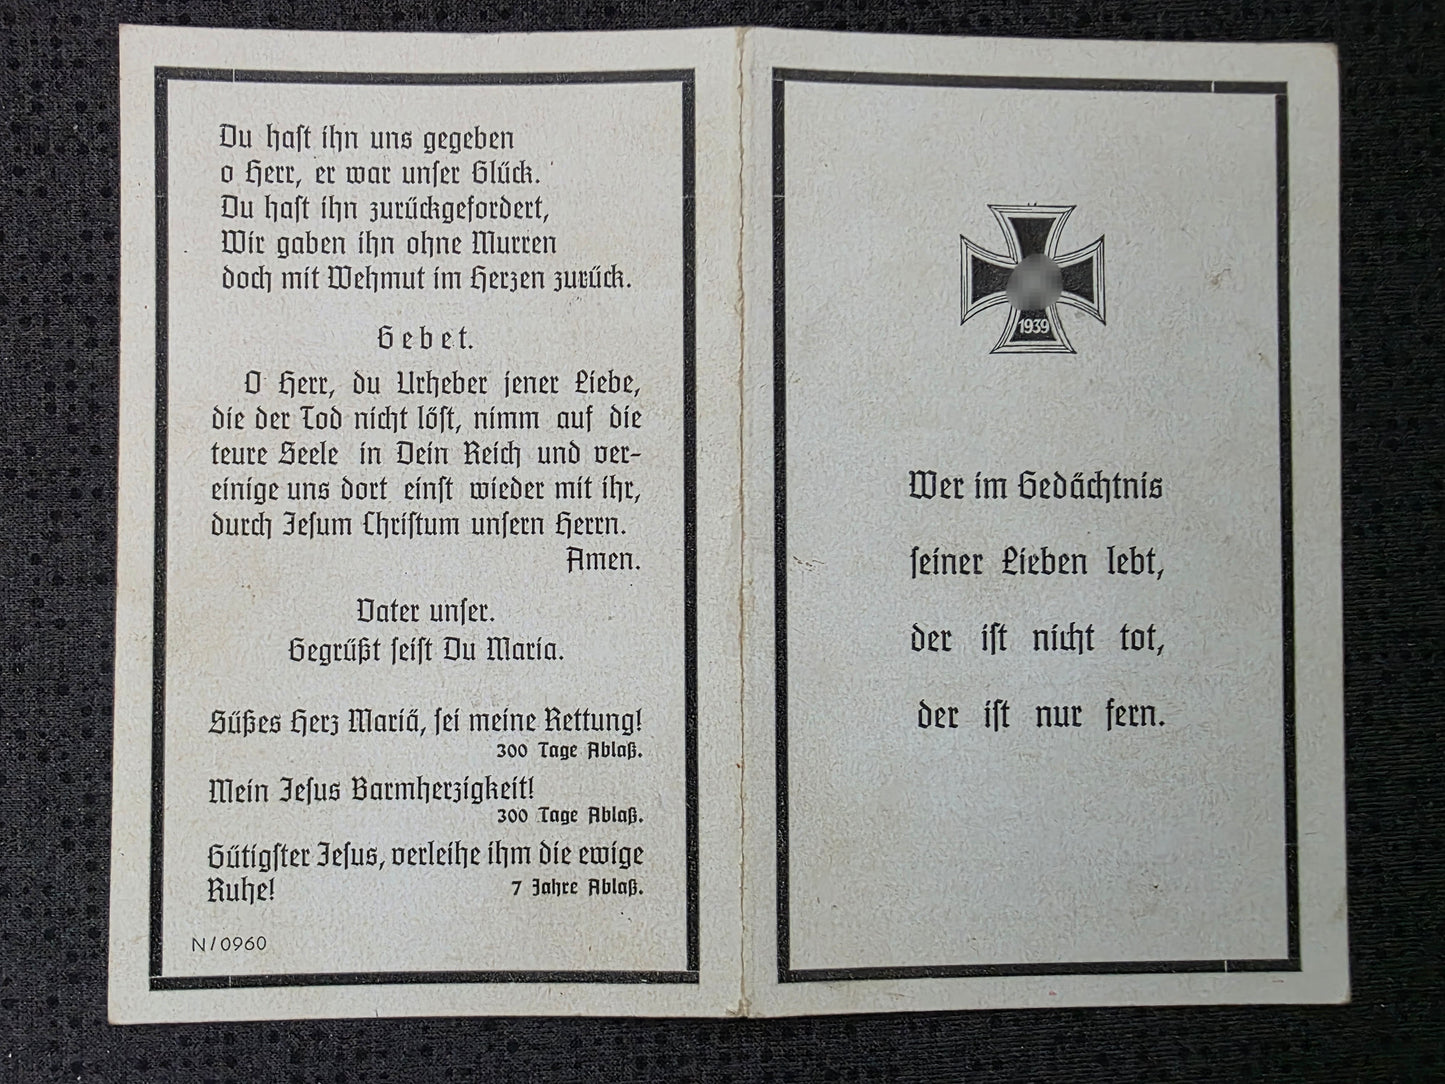 Du haſt ihn uns gegeben
o Herr, er war unſer Glück.
Du haſt ihn zurückgefordert,
Wir gaben ihn ohne Murren
doch mit Wehmut im Herzen zurück.
Gebet.
O Herr, du Urheber jener Liebe,
die der Tod nicht löſt, nimm auf die
teure Seele in Dein Reich und ver-
einige uns dort einſt wieder mit ihr,
durch Jeſum Chriſtum unſern Herrn.
Amen.
Vater unſer.
Gegrüßt ſeiſt Du Maria.
Süßes Herz Mariä, ſei meine Rettung!
300 Tage Ablaß.
Mein Jeſus Barmherzigkeit!
300 Tage Ablaß.
Gütigſter Jeſus, verleihe ihm die ewige
Ruhe! 7 Jahre Ablaß.
N/0960
1939
Wer im Gedächtnis
ſeiner Lieben lebt,
der iſt nicht tot,
der iſt nur fern.